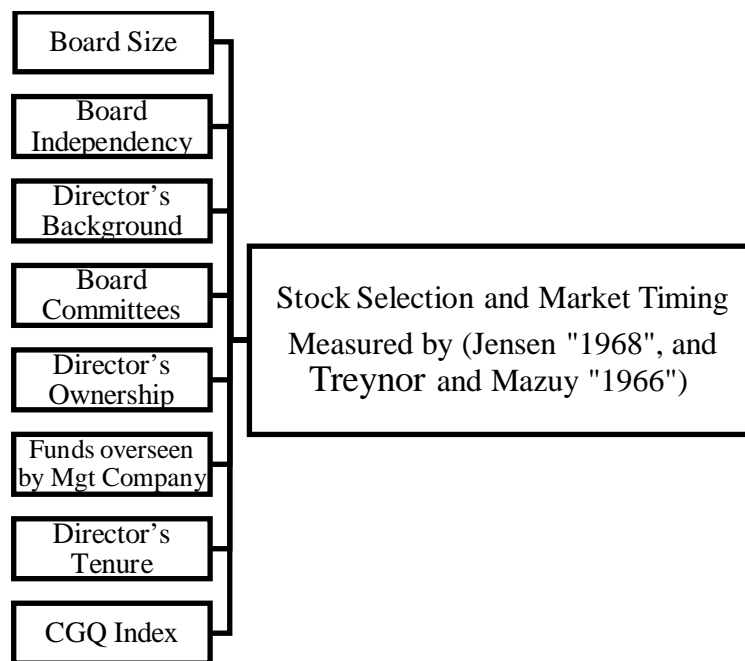 Board Size
Board
Independency
Director’s
Background
Board
Committees
Director’s
Ownership
Funds overseen
by Mgt Company
Director’s
Tenure
CGQ Index
Stock Selection and Market Timing
Measured by (Jensen "1968", and
Treynor and Mazuy "1966")